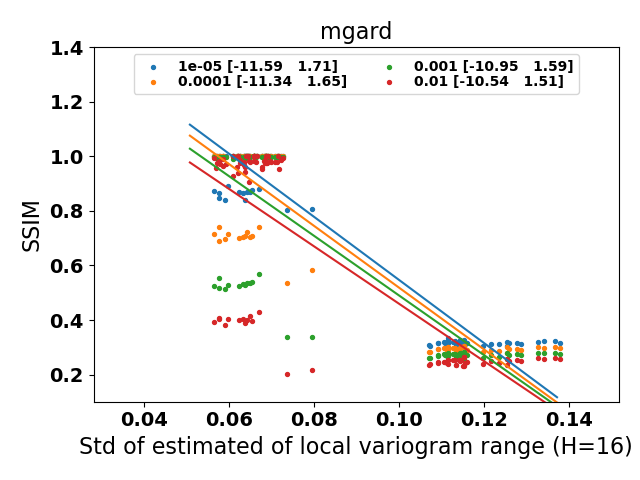 mgard
1e-05 [-11.59   1.71]
0.0001 [-11.34   1.65]
0.001 [-10.95   1.59]
0.01 [-10.54   1.51]
SSIM
1.4
1.2
1.0
0.8
0.6
0.4
0.2
0.04 0.06 0.08 0.10 0.12 0.14
Std of estimated of local variogram range (H=16)